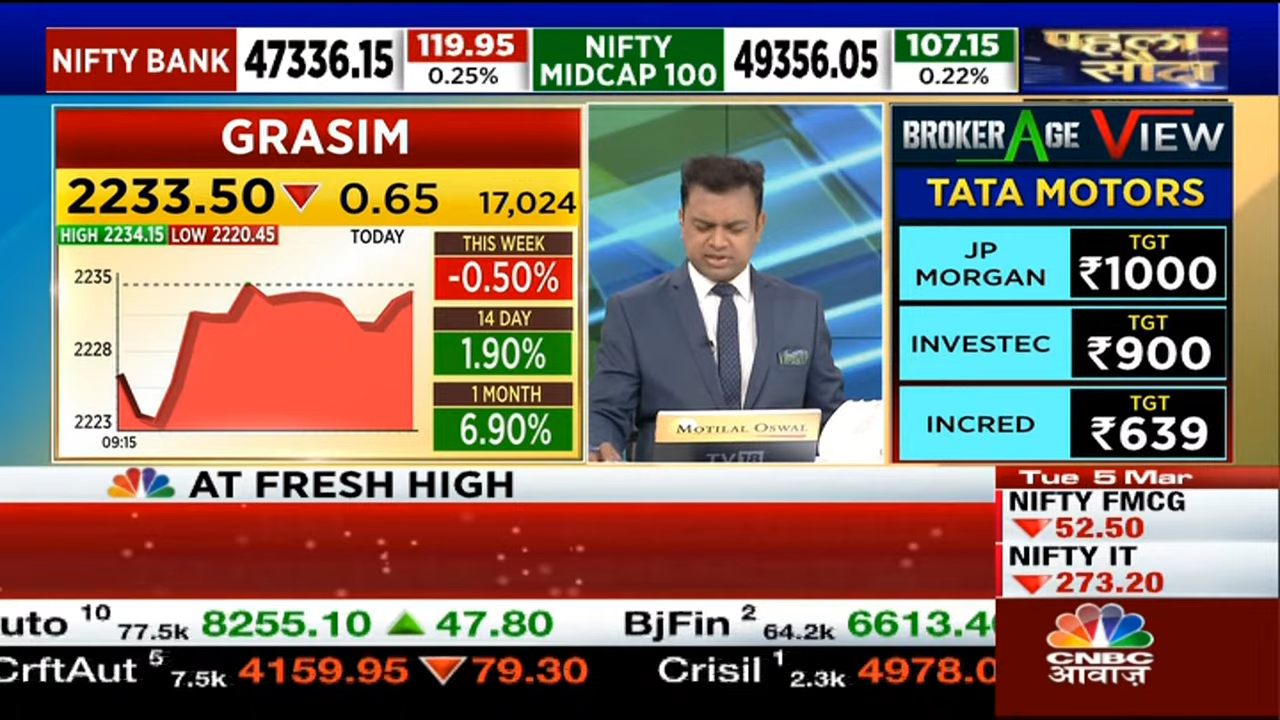 NIFTY BANK
47336.15
119.95
0.25%
NIFTY
MIDCAP 100
49356.05
107.15
0.22%
पहला
सौदा
GRASIM
2233.50
0.65
17,024
HIGH 2234.15 LOW 2220.45
TODAY
2235
2228
2223
09:15
THIS WEEK
-0.50%
14 DAY
1.90%
1 MONTH
6.90%
MOTILAL OSWAL
TV18
BROKERAGE VIEW
TATA MOTORS
JP
MORGAN
TGT
₹1000
INVESTEC
TGT
₹900
INCRED
TGT
₹639
AT FRESH HIGH
Tue 5 Mar
NIFTY FMCG
52.50
NIFTY IT
273.20
uto 10 77.5k 8255.10 47.80 BjFin 2 64.2k 6613.4
CrftAut 5 7.5k 4159.95 79.30 Crisil 1 2.3k 4978.0
CNBC
आवाज़